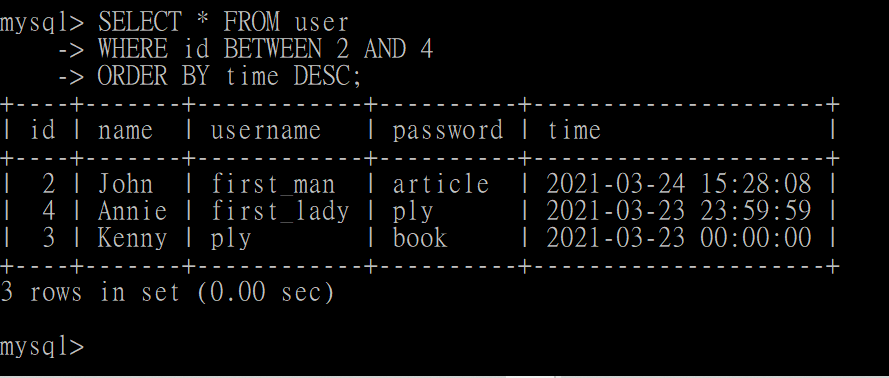 mysql> SELECT * FROM user
    -> WHERE id BETWEEN 2 AND 4
    -> ORDER BY time DESC;
+----+-------+------------+----------+---------------------+
| id | name  | username   | password | time                |
+----+-------+------------+----------+---------------------+
|  2 | John  | first_man  | article  | 2021-03-24 15:28:08 |
|  4 | Annie | first_lady | ply      | 2021-03-23 23:59:59 |
|  3 | Kenny | ply        | book     | 2021-03-23 00:00:00 |
+----+-------+------------+----------+---------------------+
3 rows in set (0.00 sec)

mysql>